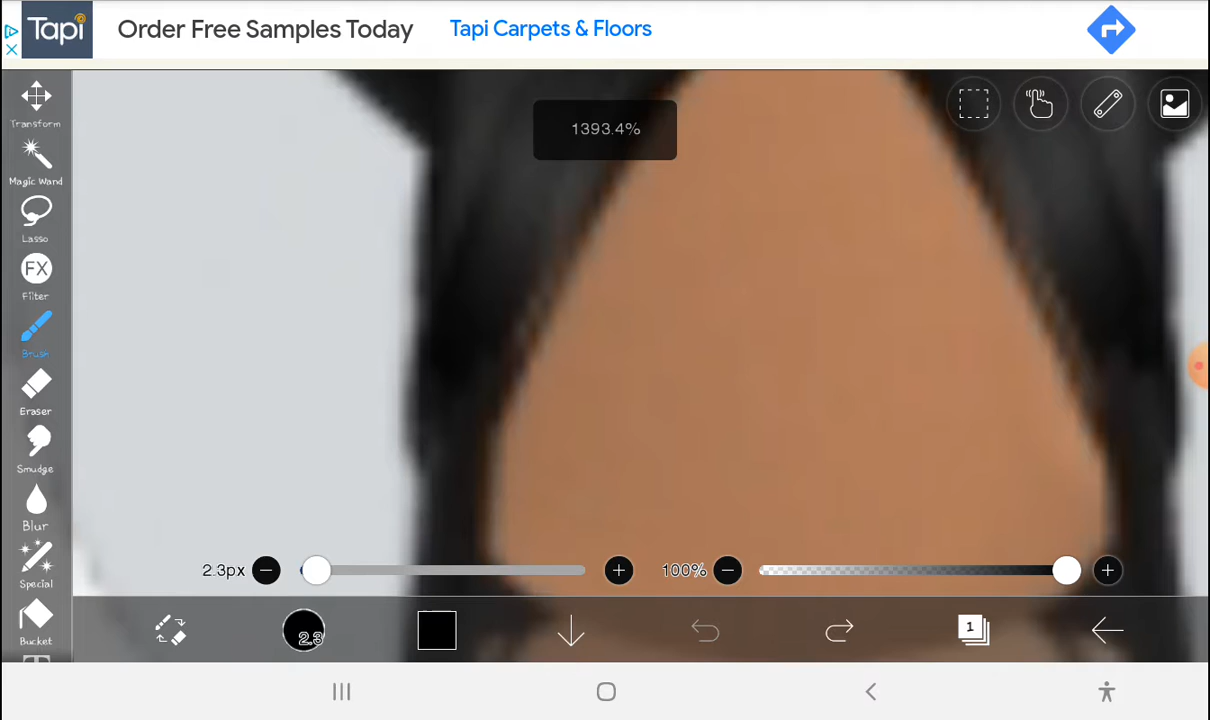 Tapi
Order Free Samples Today
Tapi Carpets & Floors
1393.4%
Transform
Magic Wand
Lasso
FX
Filter
Brush
Eraser
Smudge
Blur
Special
Bucket
2.3px
100%
2.3
1